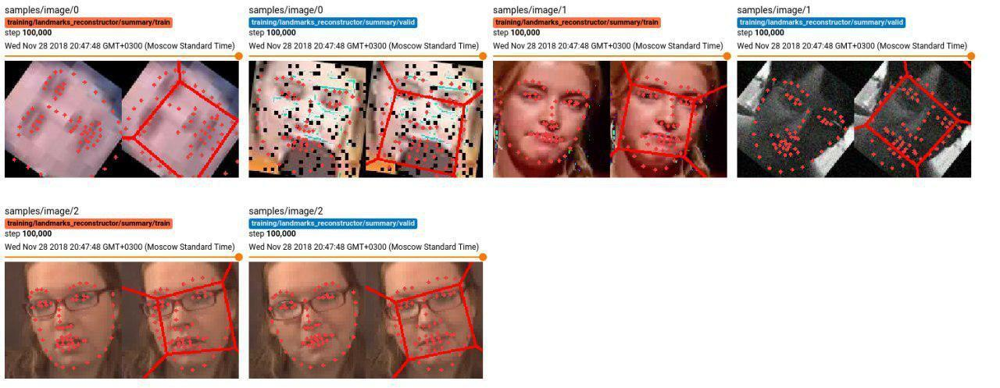 samples/image/0
training/landmarks_reconstructor/summary/train
step 100,000
Wed Nov 28 2018 20:47:48 GMT+0300 (Moscow Standard Time)
samples/image/0
training/landmarks_reconstructor/summary/valid
step 100,000
Wed Nov 28 2018 20:47:48 GMT+0300 (Moscow Standard Time)
samples/image/1
training/landmarks_reconstructor/summary/train
step 100,000
Wed Nov 28 2018 20:47:48 GMT+0300 (Moscow Standard Time)
samples/image/1
training/landmarks_reconstructor/summary/valid
step 100,000
Wed Nov 28 2018 20:47:48 GMT+0300 (Moscow Standard Time)
samples/image/2
training/landmarks_reconstructor/summary/train
step 100,000
Wed Nov 28 2018 20:47:48 GMT+0300 (Moscow Standard Time)
samples/image/2
training/landmarks_reconstructor/summary/valid
step 100,000
Wed Nov 28 2018 20:47:48 GMT+0300 (Moscow Standard Time)